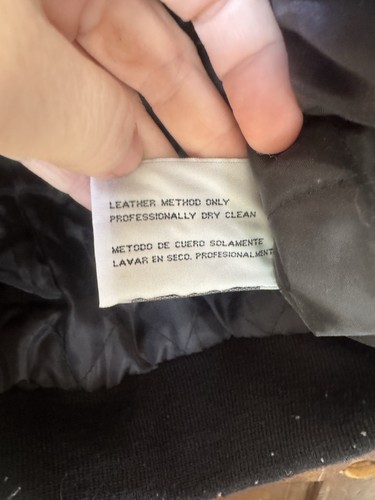 LEATHER METHOD ONLY
PROFESSIONALLY DRY CLEAN
METODO DE CUERO SOLAMENTE
LAVAR EN SECO. PROFESIONALMENT